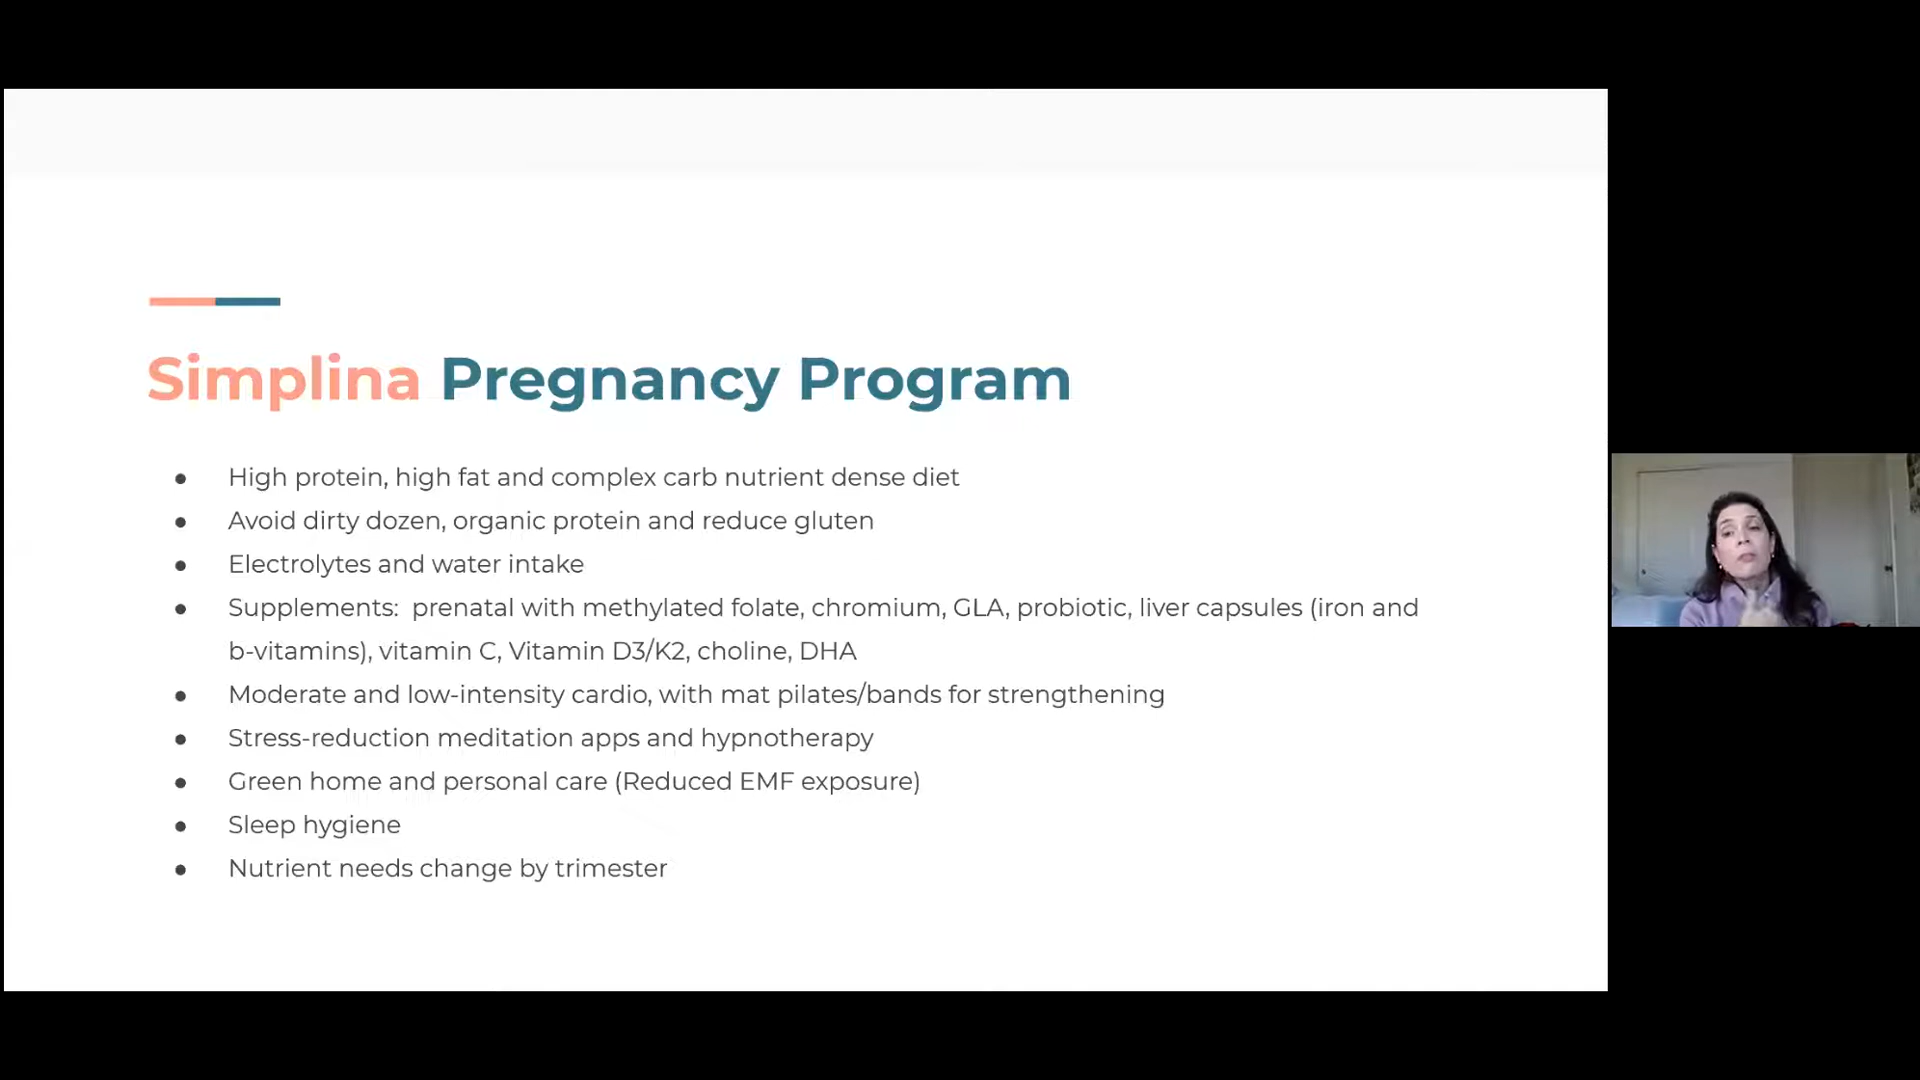 Simplina Pregnancy Program
● High protein, high fat and complex carb nutrient dense diet
● Avoid dirty dozen, organic protein and reduce gluten
● Electrolytes and water intake
● Supplements:  prenatal with methylated folate, chromium, GLA, probiotic, liver capsules (iron and
b-vitamins), vitamin C, Vitamin D3/K2, choline, DHA
● Moderate and low-intensity cardio, with mat pilates/bands for strengthening
● Stress-reduction meditation apps and hypnotherapy
● Green home and personal care (Reduced EMF exposure)
● Sleep hygiene
● Nutrient needs change by trimester